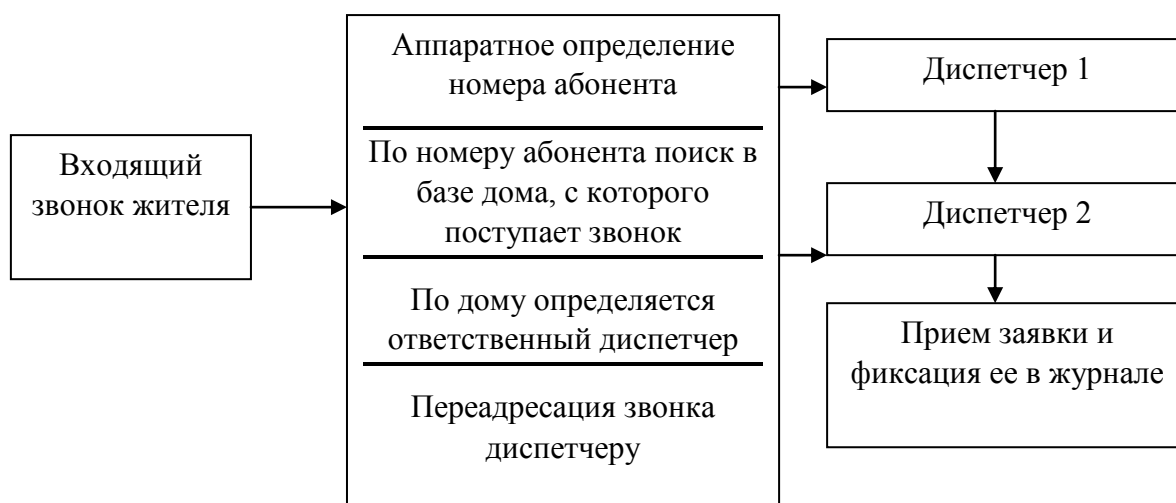 Входящий
звонок жителя
Аппаратное определение
номера абонента
По номеру абонента поиск в
базе дома, с которого
поступает звонок
По дому определяется
ответственный диспетчер
Переадресация звонка
диспетчеру
Диспетчер 1
Диспетчер 2
Прием заявки и
фиксация ее в журнале